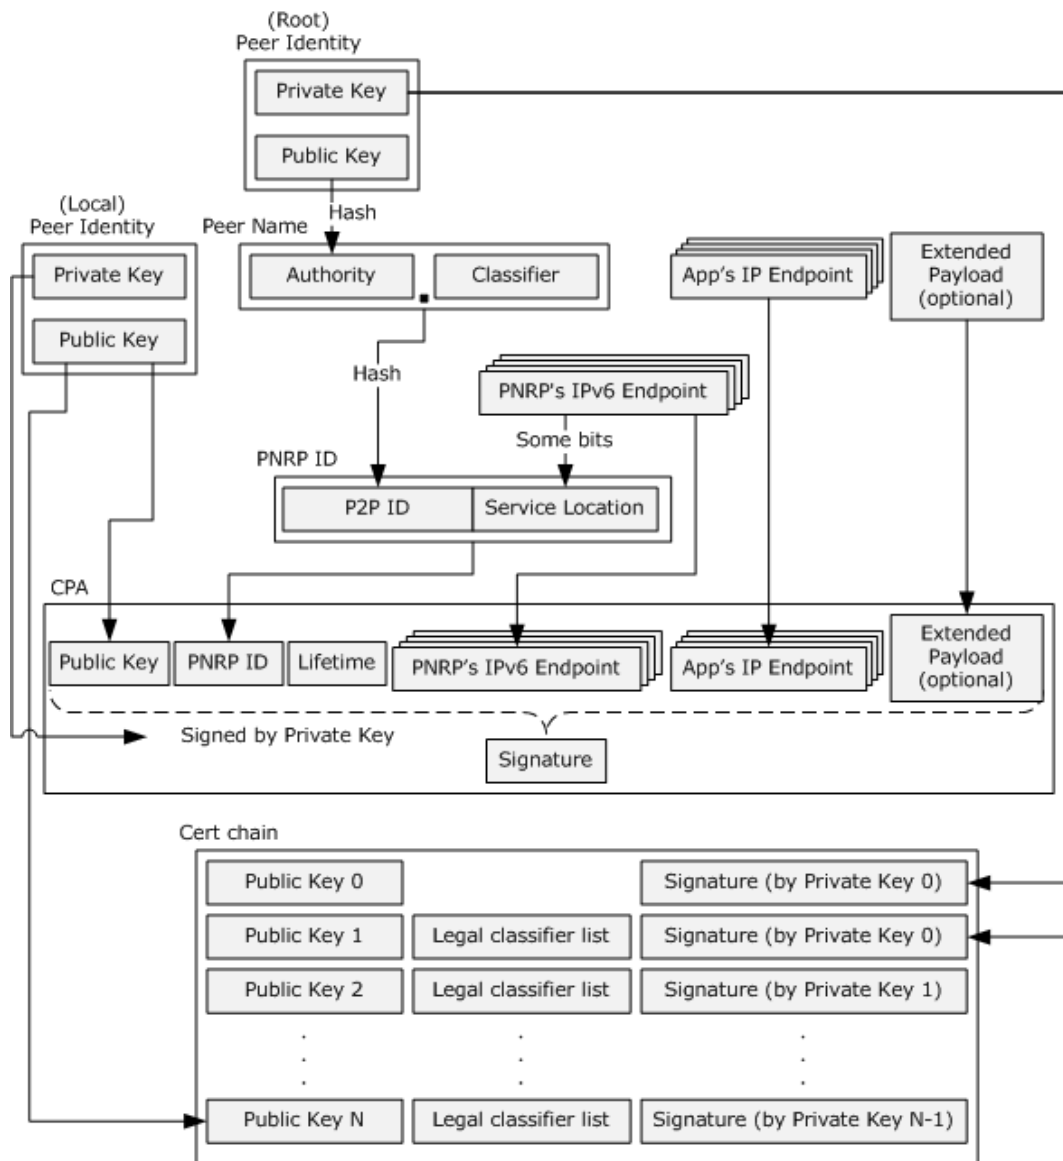 (Root)
Peer Identity
Private Key
Public Key
Hash
(Local)
Peer Identity
Private Key
Public Key
Peer Name
Authority
.
Classifier
App's IP Endpoint
Extended
Payload
(optional)
Hash
PNRP's IPv6 Endpoint
Some bits
PNRP ID
P2P ID
Service Location
CPA
Public Key
PNRP ID
Lifetime
PNRP's IPv6 Endpoint
App's IP Endpoint
Extended
Payload
(optional)
Signed by Private Key
Signature
Cert chain
Public Key 0
Signature (by Private Key 0)
Public Key 1
Legal classifier list
Signature (by Private Key 0)
Public Key 2
Legal classifier list
Signature (by Private Key 1)
Public Key N
Legal classifier list
Signature (by Private Key N-1)